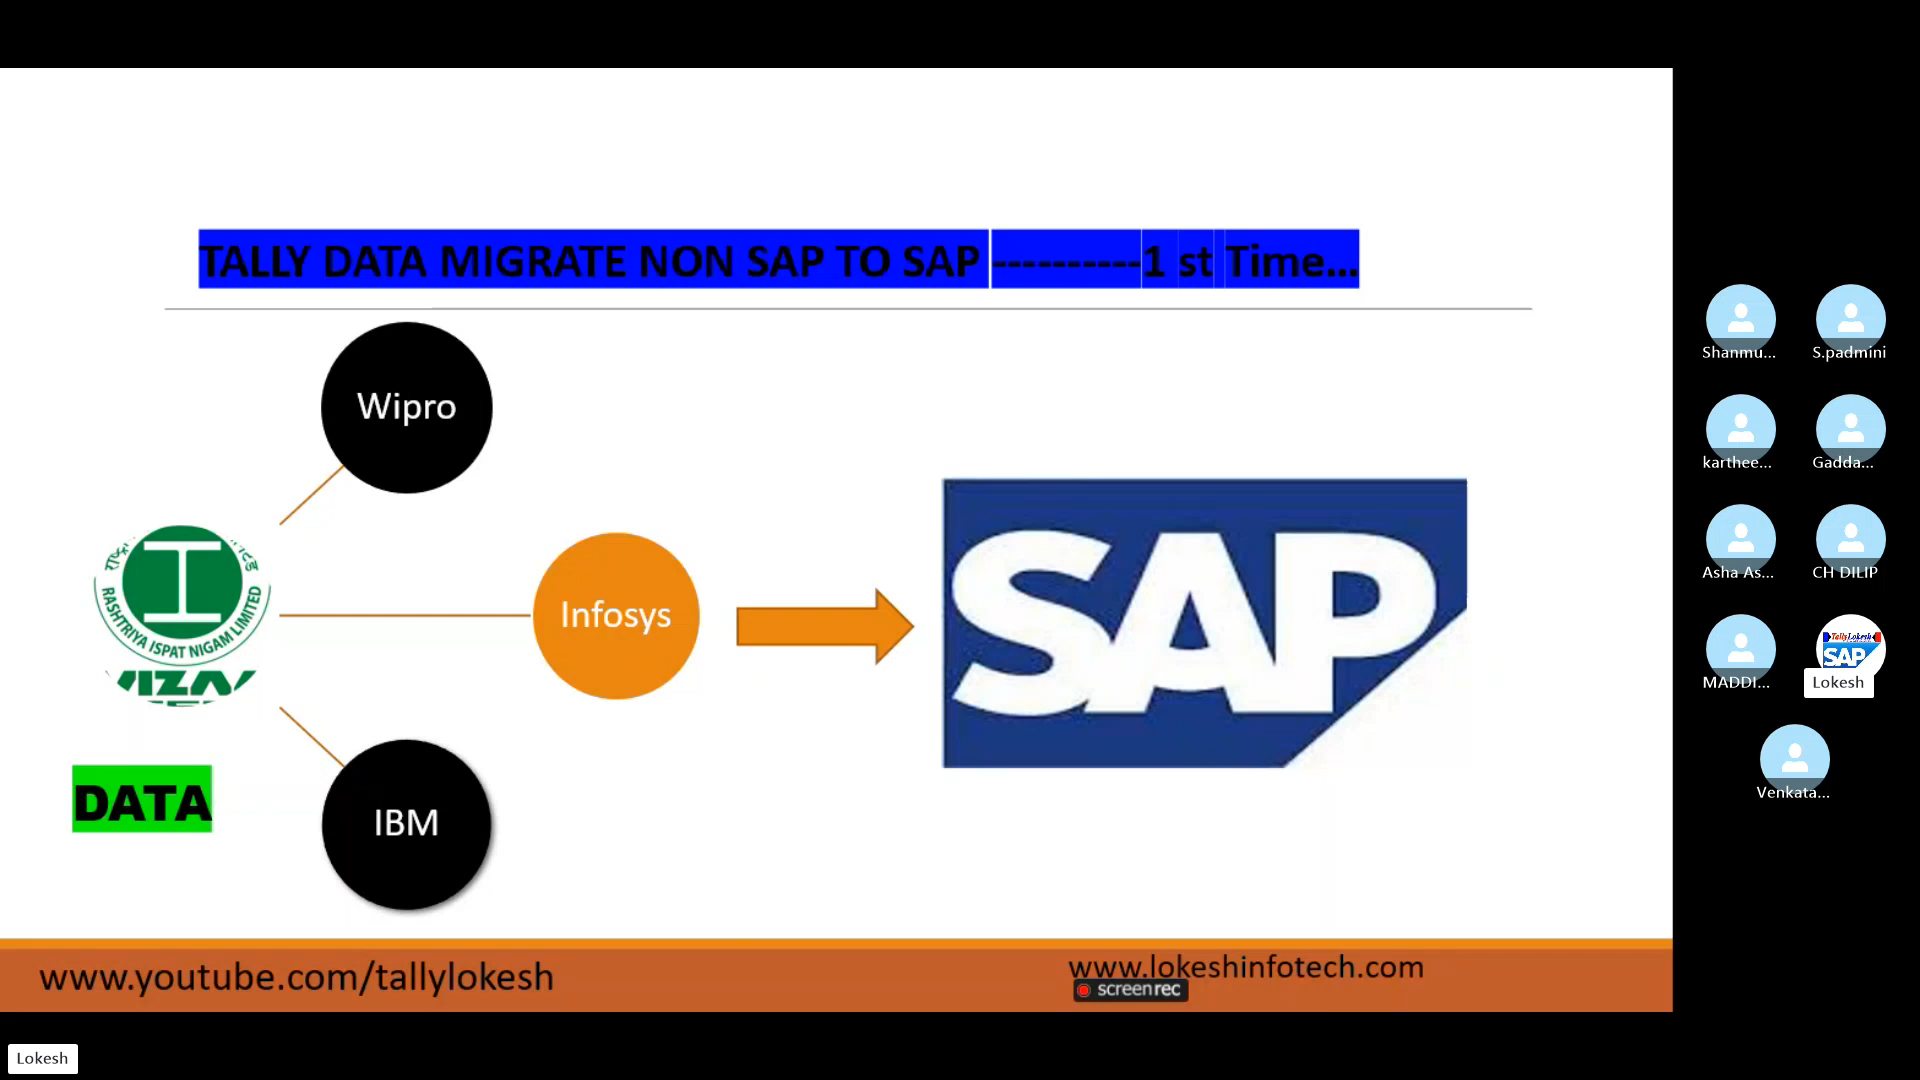 TALLY DATA MIGRATE NON SAP TO SAP ----------1 st Time...
Wipro
RASHTRIYA ISPAT NIGAM LIMITED
Infosys
SAP
DATA
IBM
www.youtube.com/tallylokesh
www.lokeshinfotech.com
screenrec
Shanmu...
S.padmini
karthee...
Gadda...
Asha As...
CH DILIP
MADDI...
TallyLokesh
SAP
Lokesh
Venkata...
Lokesh